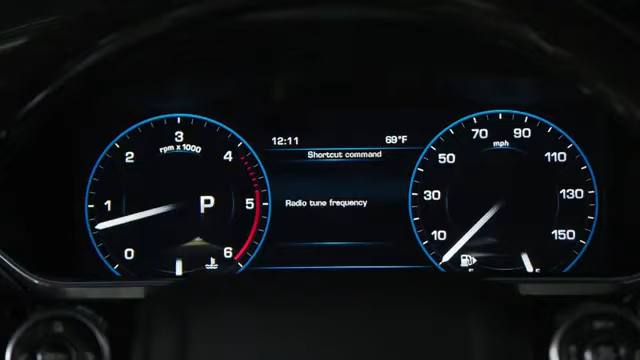 12:11 69°F
Shortcut command
Radio tune frequency
0 1 2 3 4 5 6
rpm x 1000
P
10 30 50 70 90 110 130 150
mph